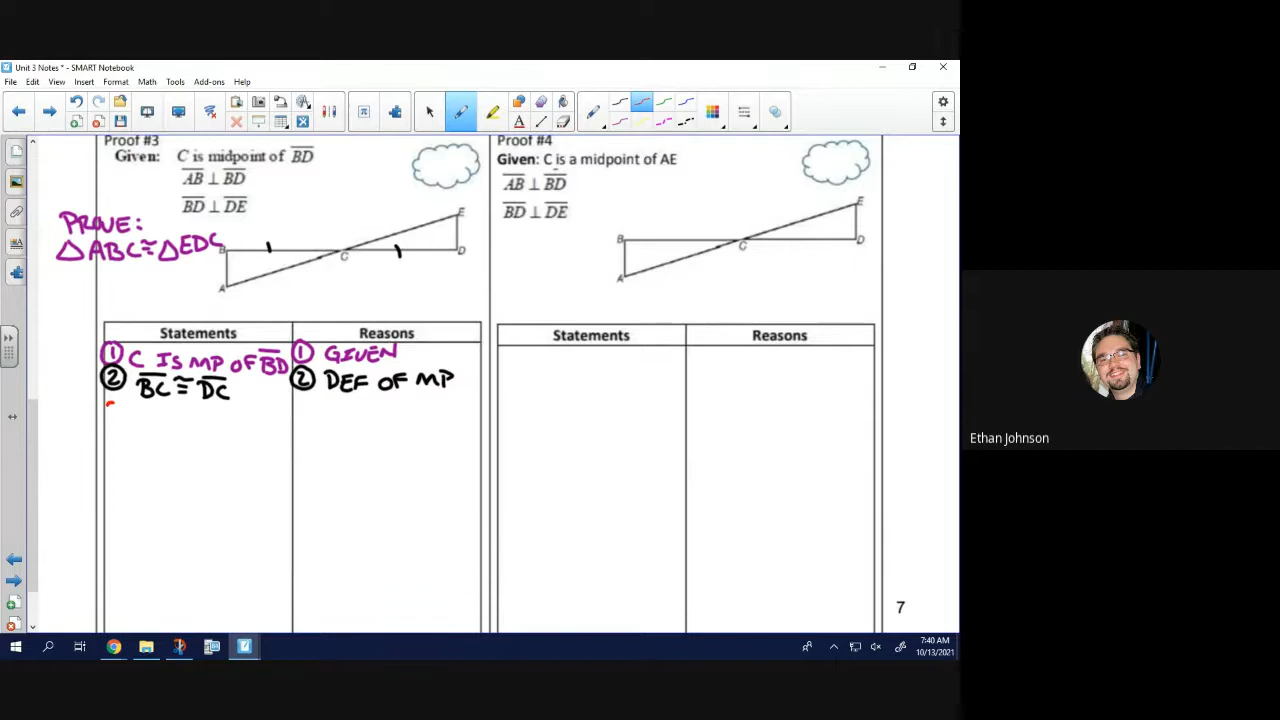 Unit 3 Notes * - SMART Notebook
File Edit View Insert Format Math Tools Add-ons Help
Proof #3
Given: C is midpoint of BD
AB ⊥ BD
BD ⊥ DE
PROVE:
△ABC≅△EDC
E
B
C
D
A
Statements
Reasons
① C IS MP OF BD
① GIVEN
② BC ≅ DC
② DEF OF MP
Proof #4
Given: C is a midpoint of AE
AB ⊥ BD
BD ⊥ DE
E
B
C
D
A
Statements
Reasons
7
7:40 AM
10/13/2021
Ethan Johnson